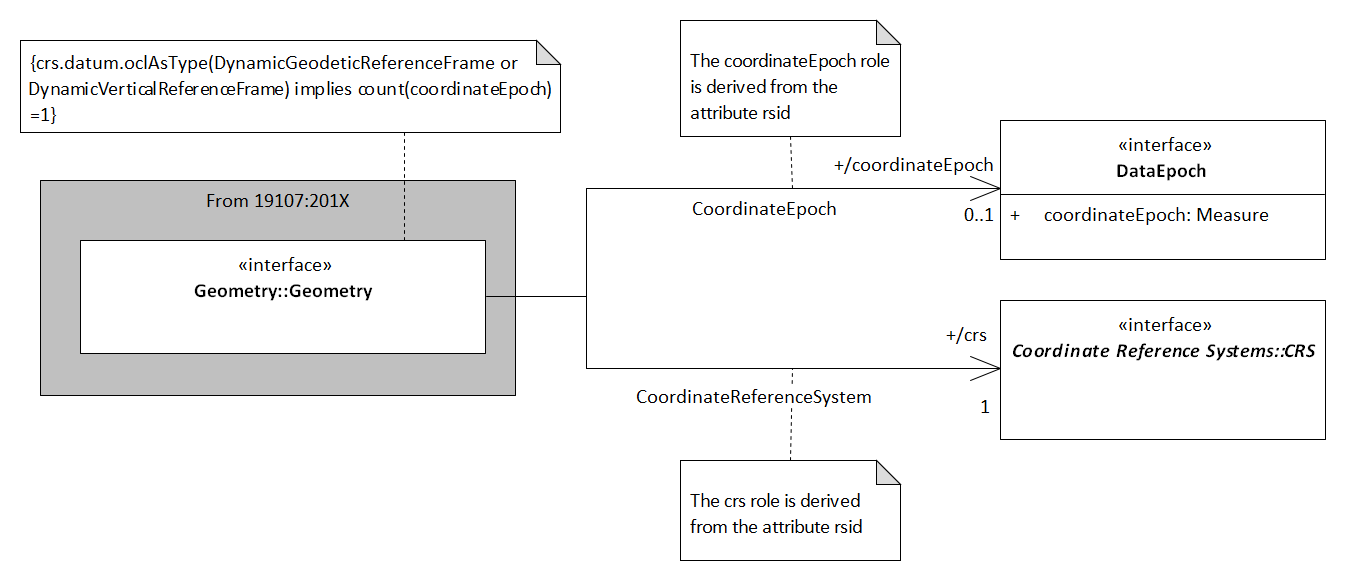 {crs.datum.oclAsType(DynamicGeodeticReferenceFrame or
DynamicVerticalReferenceFrame) implies count(coordinateEpoch)
=1}
The coordinateEpoch role
is derived from the
attribute rsid
From 19107:201X
«interface»
Geometry::Geometry
+/coordinateEpoch
CoordinateEpoch
0..1
«interface»
DataEpoch
+ coordinateEpoch: Measure
+/crs
CoordinateReferenceSystem
1
«interface»
Coordinate Reference Systems::CRS
The crs role is derived
from the attribute rsid